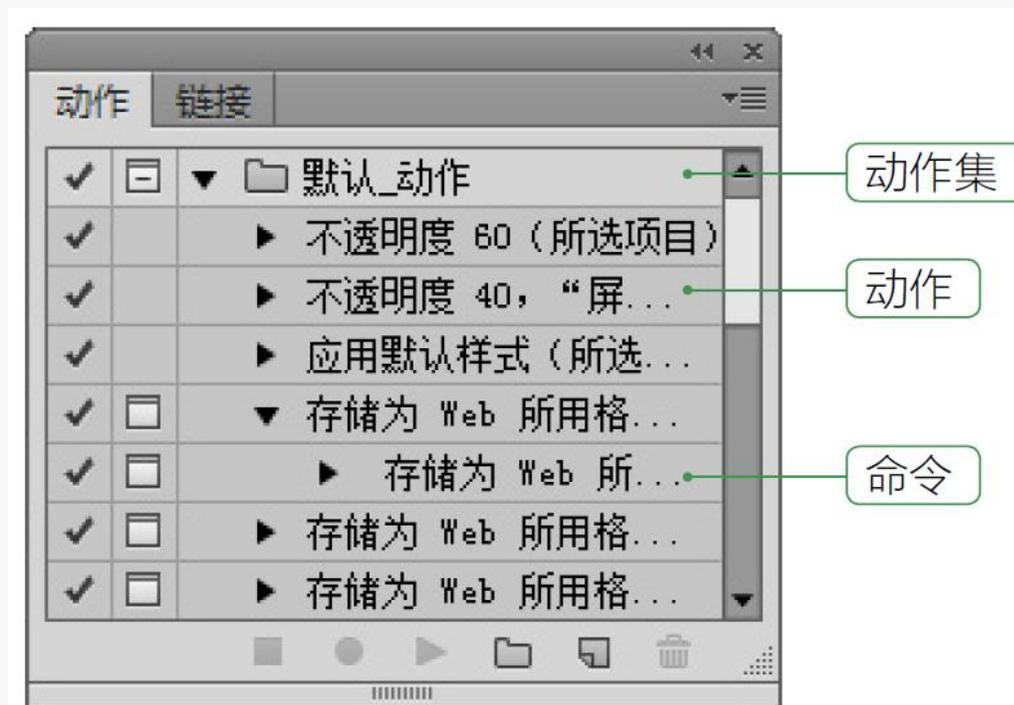 动作 链接
默认_动作
动作集
不透明度 60（所选项目）
不透明度 40，“屏...
动作
应用默认样式（所选...
存储为 Web 所用格...
存储为 Web 所...
命令
存储为 Web 所用格...
存储为 Web 所用格...